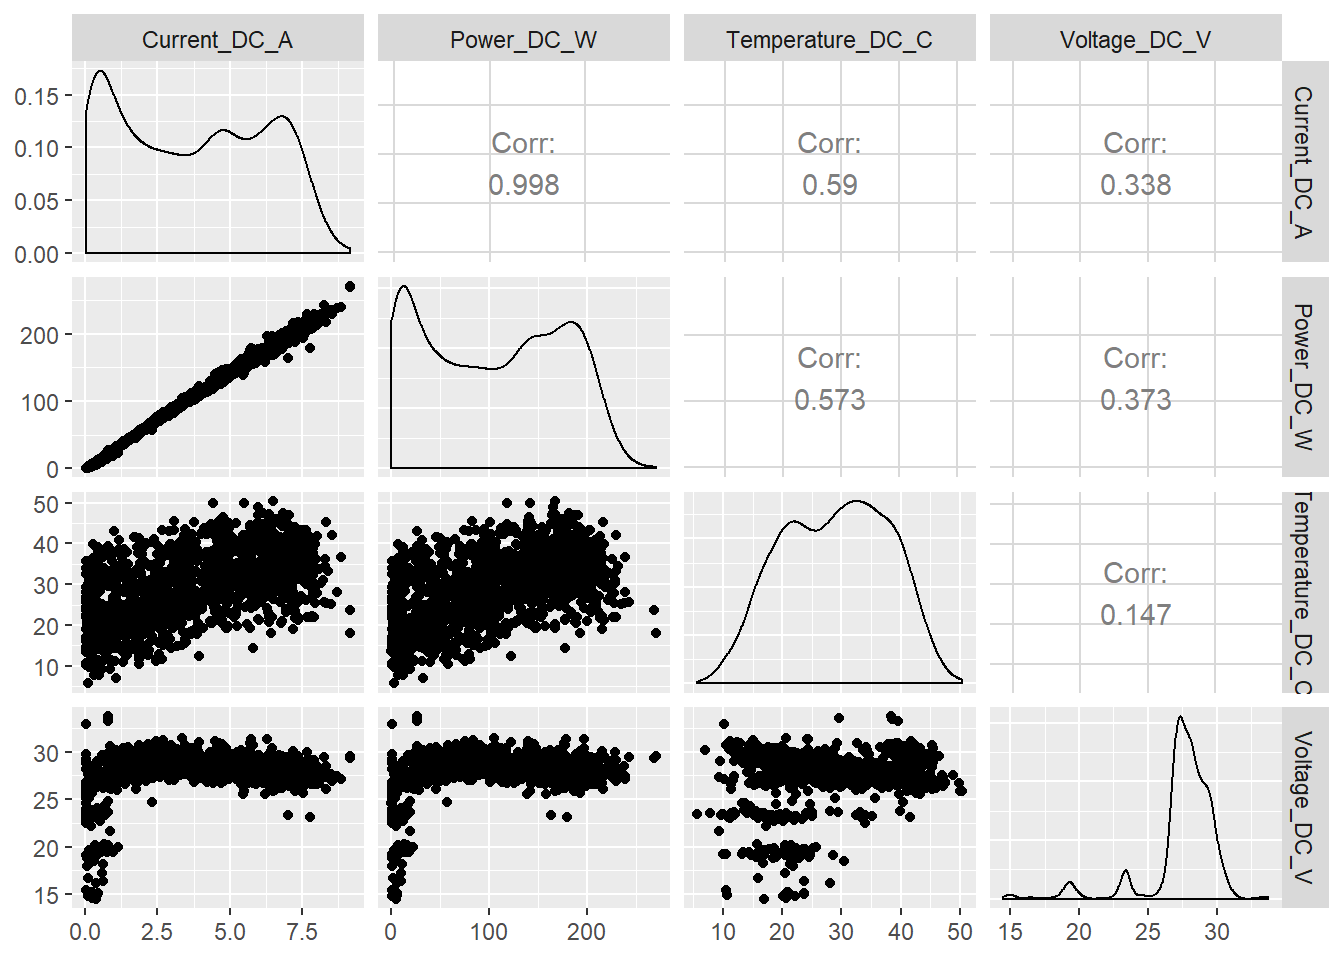 Current_DC_A Power_DC_W Temperature_DC_C Voltage_DC_V
0.15
0.10
0.05
0.00
Corr:
0.998
Corr:
0.59
Corr:
0.338
Current_DC_A
200
100
0
Corr:
0.573
Corr:
0.373
Power_DC_W
50
40
30
20
10
Corr:
0.147
Temperature_DC_C
30
25
20
15
Voltage_DC_V
0.0 2.5 5.0 7.5 0 100 200 10 20 30 40 50 15 20 25 30